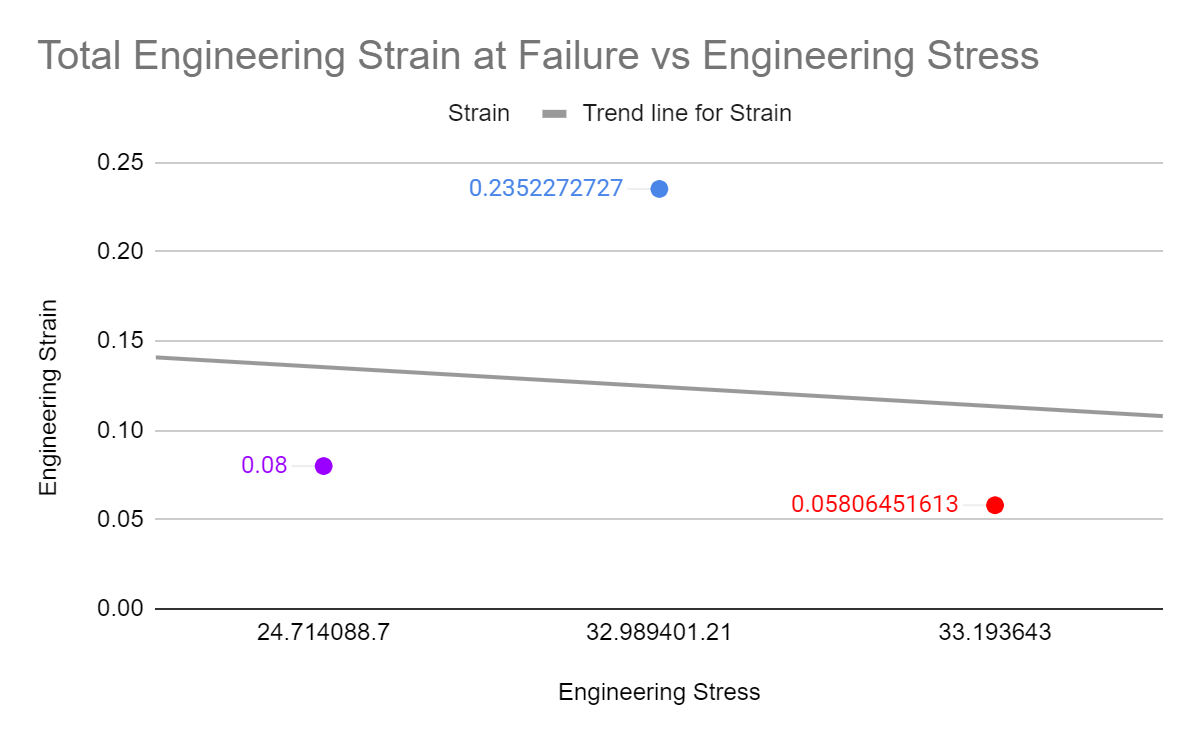 Total Engineering Strain at Failure vs Engineering Stress
Strain
Trend line for Strain
Engineering Strain
0.25
0.2352272727
0.20
0.15
0.10
0.08
0.05806451613
0.05
0.00
24.714088.7
32.989401.21
33.193643
Engineering Stress